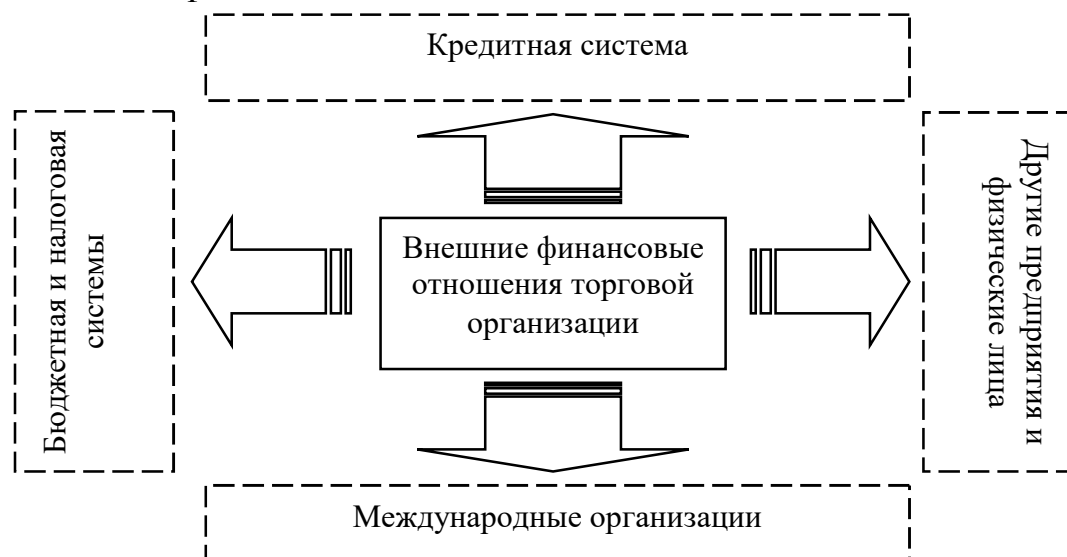 Кредитная система
Бюджетная и налоговая
системы
Внешние финансовые
отношения торговой
организации
Другие предприятия и
физические лица
Международные организации